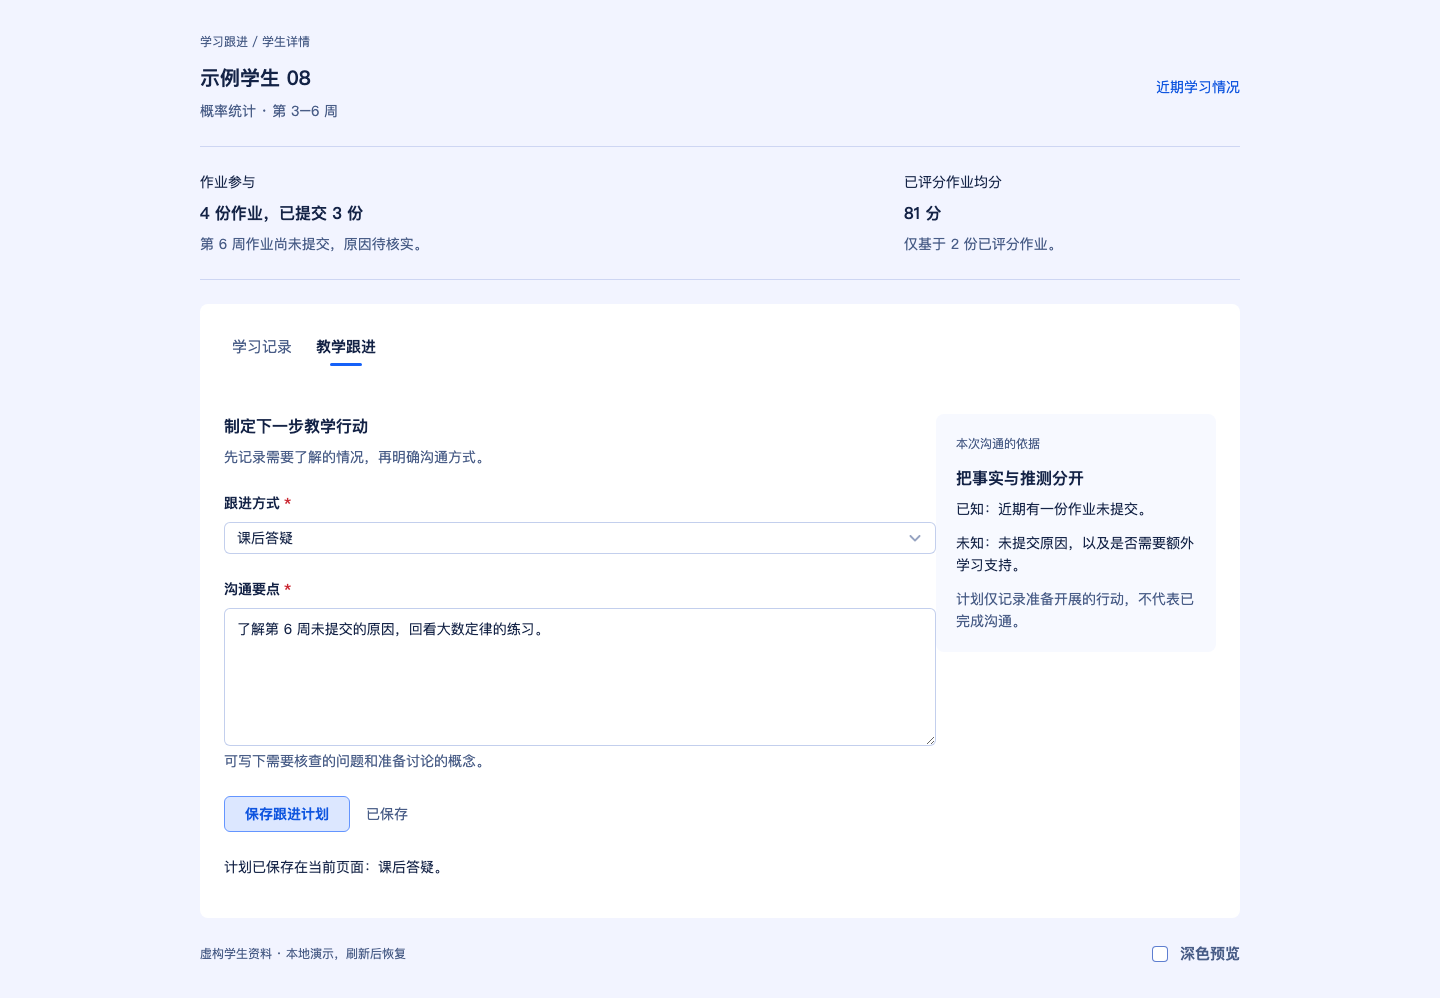 学习跟进 / 学生详情
示例学生 08
概率统计 · 第 3–6 周
近期学习情况
作业参与
4 份作业，已提交 3 份
第 6 周作业尚未提交，原因待核实。
已评分作业均分
81 分
仅基于 2 份已评分作业。
学习记录
教学跟进
制定下一步教学行动
先记录需要了解的情况，再明确沟通方式。
跟进方式 *
课后答疑
沟通要点 *
了解第 6 周未提交的原因，回看大数定律的练习。
可写下需要核查的问题和准备讨论的概念。
保存跟进计划
已保存
计划已保存在当前页面：课后答疑。
本次沟通的依据
把事实与推测分开
已知：近期有一份作业未提交。
未知：未提交原因，以及是否需要额外
学习支持。
计划仅记录准备开展的行动，不代表已
完成沟通。
虚构学生资料 · 本地演示，刷新后恢复
深色预览